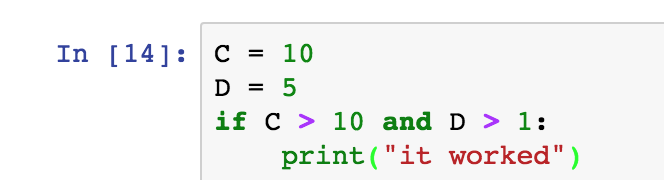 In [14]: C = 10
D = 5
if C > 10 and D > 1:
    print("it worked")